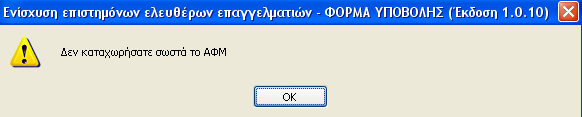 Ενίσχυση επιστημόνων ελευθέρων επαγγελματιών - ΦΟΡΜΑ ΥΠΟΒΟΛΗΣ (Έκδοση 1.0.10)
Δεν καταχωρήσατε σωστά το ΑΦΜ
OK